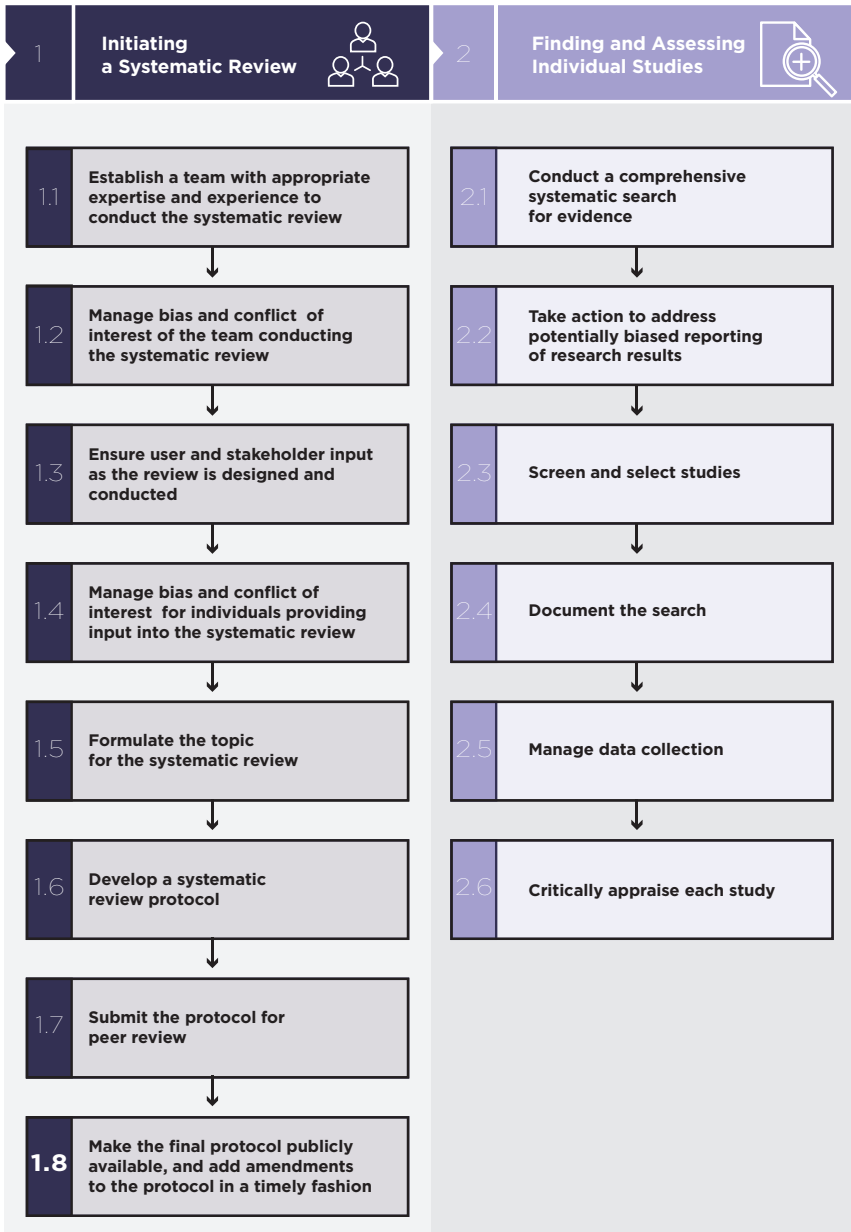 1
Initiating
a Systematic Review
1.1
Establish a team with appropriate
expertise and experience to
conduct the systematic review
1.2
Manage bias and conflict of
interest of the team conducting
the systematic review
1.3
Ensure user and stakeholder input
as the review is designed and
conducted
1.4
Manage bias and conflict of
interest for individuals providing
input into the systematic review
1.5
Formulate the topic
for the systematic review
1.6
Develop a systematic
review protocol
1.7
Submit the protocol for
peer review
1.8
Make the final protocol publicly
available, and add amendments
to the protocol in a timely fashion
2
Finding and Assessing
Individual Studies
2.1
Conduct a comprehensive
systematic search
for evidence
2.2
Take action to address
potentially biased reporting
of research results
2.3
Screen and select studies
2.4
Document the search
2.5
Manage data collection
2.6
Critically appraise each study